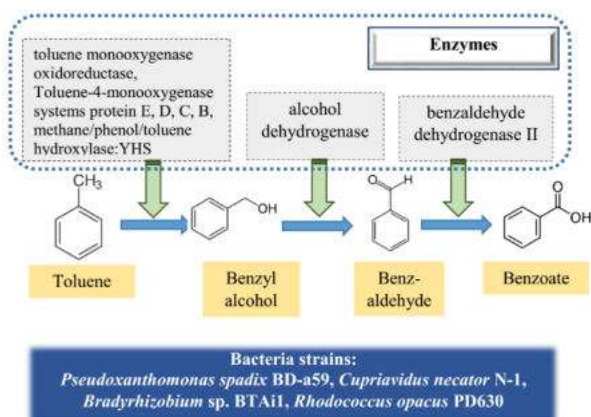 Enzymes
toluene monooxygenase
oxidoreductase,
Toluene-4-monooxygenase
systems protein E, D, C, B,
methane/phenol/toluene
hydroxylase:YHS
alcohol
dehydrogenase
benzaldehyde
dehydrogenase II
CH3
OH
O
H
O
OH
Toluene
Benzyl
alcohol
Benz-
aldehyde
Benzoate
Bacteria strains:
Pseudoxanthomonas spadix BD-a59, Cupriavidus necator N-1,
Bradyrhizobium sp. BTAi1, Rhodococcus opacus PD630